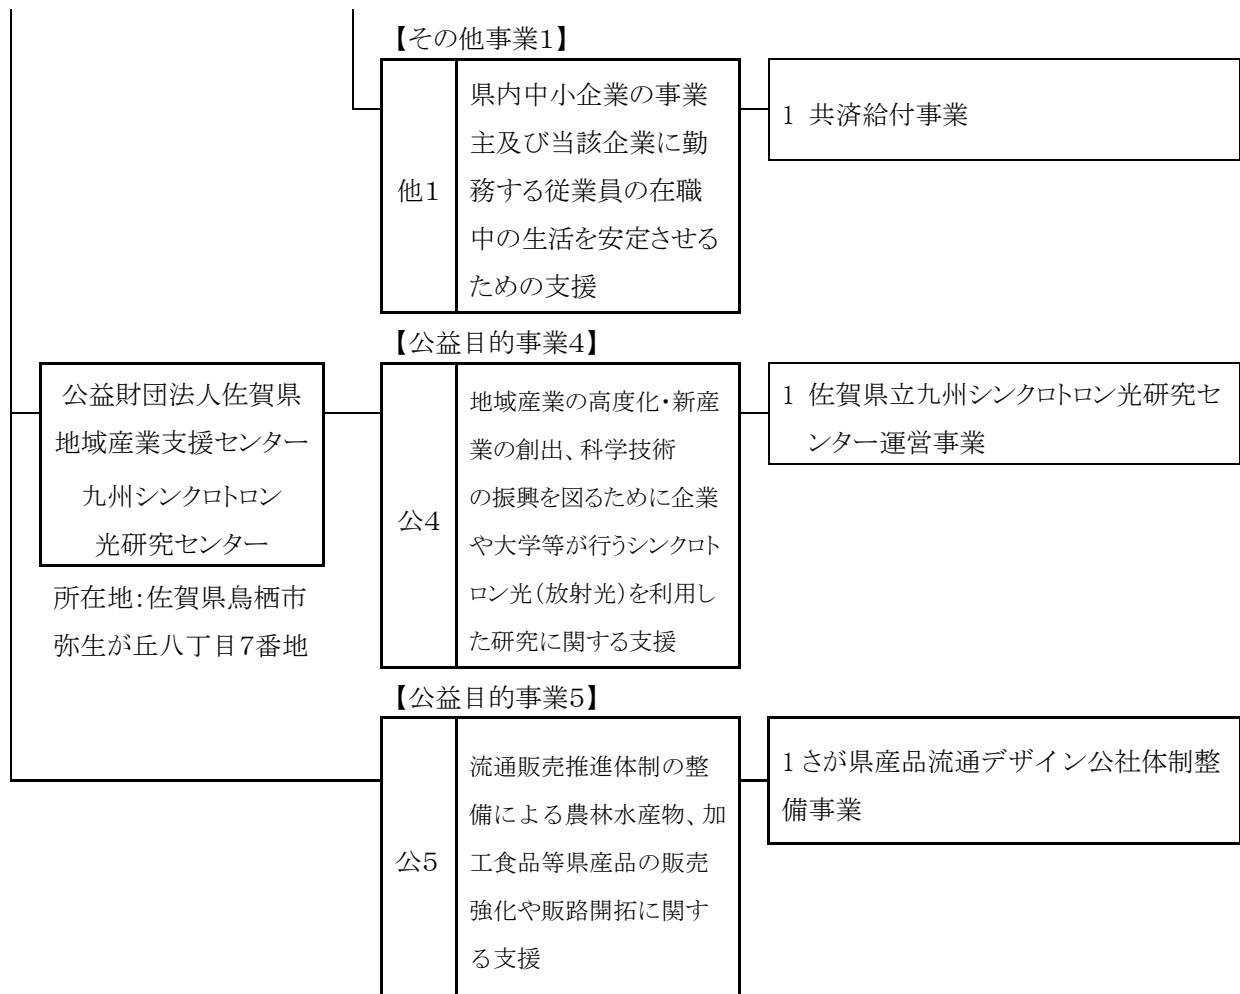 【その他事業1】
他1
県内中小企業の事業
主及び当該企業に勤
務する従業員の在職
中の生活を安定させる
ための支援
1 共済給付事業
公益財団法人佐賀県
地域産業支援センター
九州シンクロトロン
光研究センター
所在地:佐賀県鳥栖市
弥生が丘八丁目7番地
【公益目的事業4】
公4
地域産業の高度化・新産
業の創出、科学技術
の振興を図るために企業
や大学等が行うシンクロト
ロン光(放射光)を利用し
た研究に関する支援
1 佐賀県立九州シンクロトロン光研究セ
ンター運営事業
【公益目的事業5】
公5
流通販売推進体制の整
備による農林水産物、加
工食品等県産品の販売
強化や販路開拓に関す
る支援
1さが県産品流通デザイン公社体制整
備事業